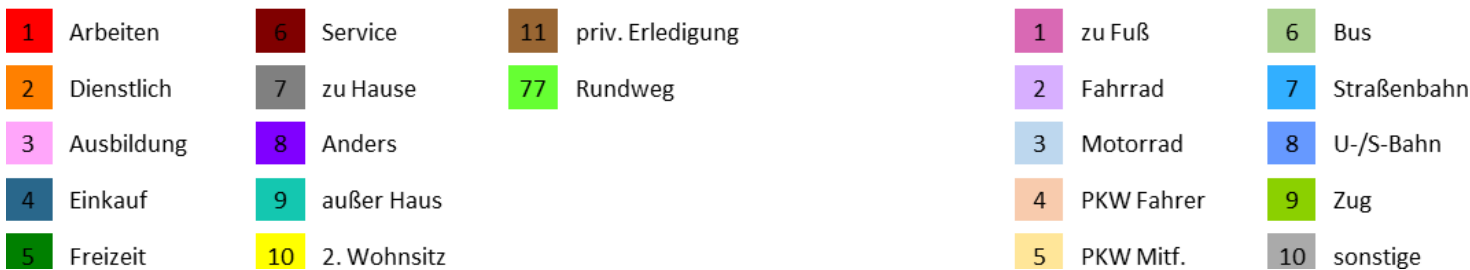 1 Arbeiten 6 Service 11 priv. Erledigung 1 zu Fuß 6 Bus
2 Dienstlich 7 zu Hause 77 Rundweg 2 Fahrrad 7 Straßenbahn
3 Ausbildung 8 Anders 3 Motorrad 8 U-/S-Bahn
4 Einkauf 9 außer Haus 4 PKW Fahrer 9 Zug
5 Freizeit 10 2. Wohnsitz 5 PKW Mitf. 10 sonstige